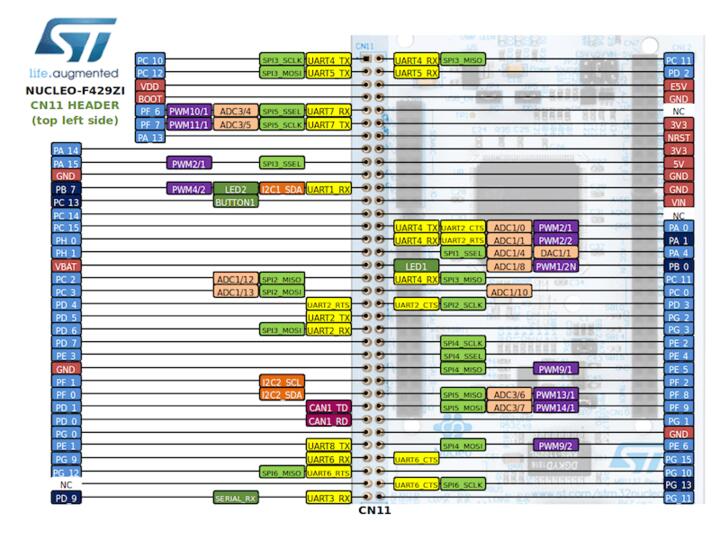 life.augmented
NUCLEO-F429ZI
CN11 HEADER
(top left side)
CN11
PC 10 SPI3_SCLK UART4_TX UART4_RX SPI3_MISO PC 11
PC 12 SPI3_MOSI UART5_TX UART5_RX PD 2
VDD E5V
BOOT GND
PF 6 PWM10/1 ADC3/4 SPI5_SSEL UART7_RX NC
PF 7 PWM11/1 ADC3/5 SPI5_SCLK UART7_TX 3V3
PA 13 NRST
PA 14 3V3
PA 15 PWM2/1 SPI3_SSEL 5V
GND GND
PB 7 PWM4/2 LED2 I2C1_SDA UART1_RX GND
PC 13 BUTTON1 VIN
PC 14 NC
PC 15 UART4_TX UART2_CTS ADC1/0 PWM2/1 PA 0
PH 0 UART4_RX UART2_RTS ADC1/1 PWM2/2 PA 1
PH 1 SPI1_SSEL ADC1/4 DAC1/1 PA 4
VBAT LED1 ADC1/8 PWM1/2N PB 0
PC 2 ADC1/12 SPI2_MISO UART4_RX SPI3_MISO PC 11
PC 3 ADC1/13 SPI2_MOSI ADC1/10 PC 0
PD 4 UART2_RTS UART2_CTS SPI2_SCLK PD 3
PD 5 UART2_TX PG 2
PD 6 SPI3_MOSI UART2_RX PG 3
PD 7 SPI4_SCLK PE 2
PE 3 SPI4_SSEL PE 4
GND SPI4_MISO PWM9/1 PE 5
PF 1 I2C2_SCL PF 2
PF 0 I2C2_SDA SPI5_MISO ADC3/6 PWM13/1 PF 8
PD 1 CAN1_TD SPI5_MOSI ADC3/7 PWM14/1 PF 9
PD 0 CAN1_RD PG 1
PG 0 GND
PE 1 UART8_TX SPI4_MOSI PWM9/2 PE 6
PG 9 UART6_RX UART6_CTS PG 15
PG 12 SPI6_MISO UART6_RTS PG 10
NC UART6_CTS SPI6_SCLK PG 13
PD 9 SERIAL_RX UART3_RX PG 11
CN11